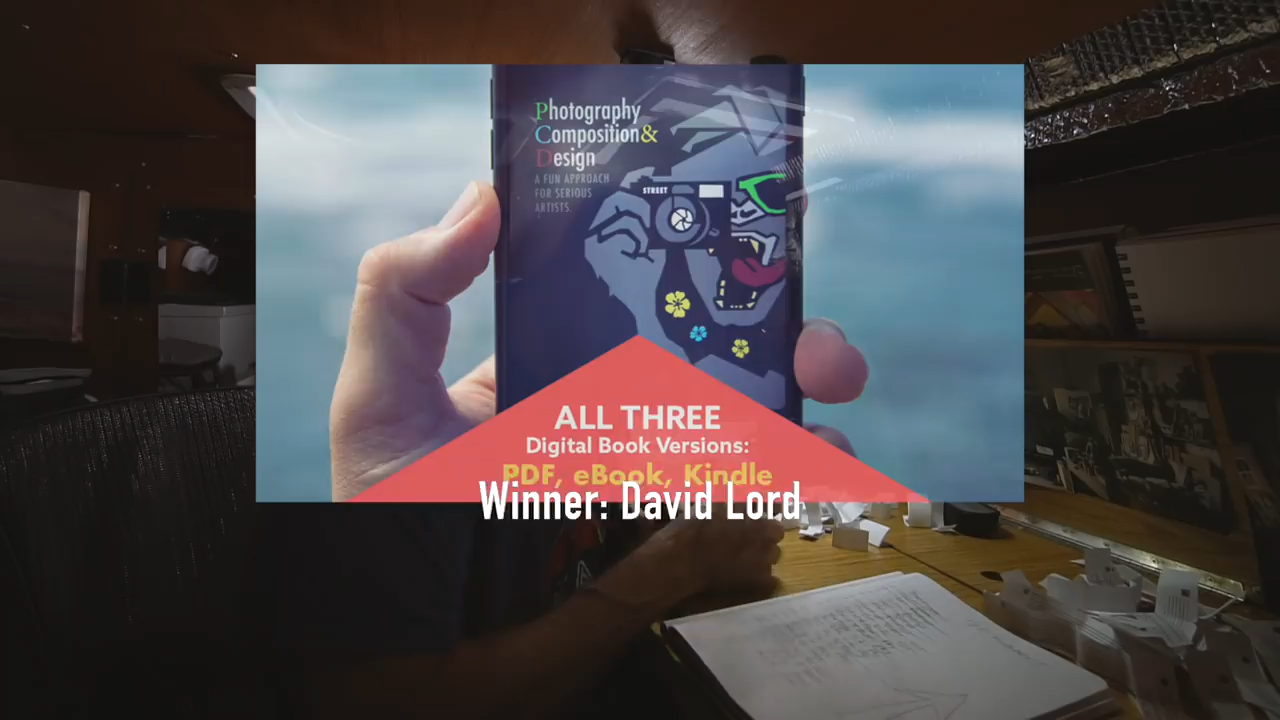 Photography
Composition&
Design
A FUN APPROACH
FOR SERIOUS
ARTISTS.
STREET
ALL THREE
Digital Book Versions:
PDF, eBook, Kindle
Winner: David Lord